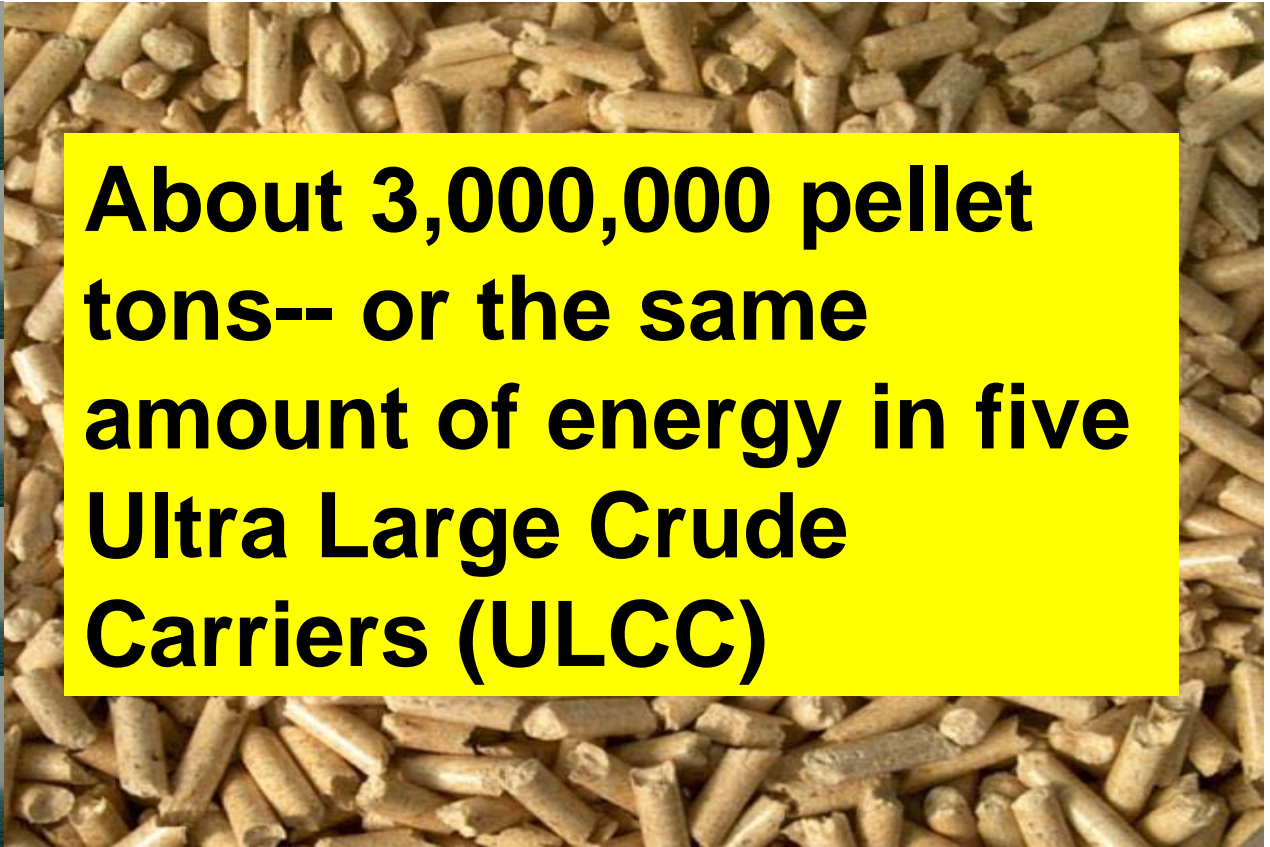 About 3,000,000 pellet
tons-- or the same
amount of energy in five
Ultra Large Crude
Carriers (ULCC)